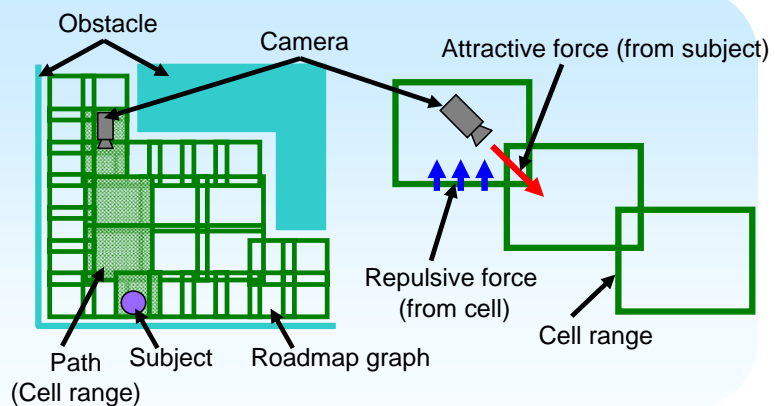 Obstacle
Camera
Attractive force (from subject)
Repulsive force
(from cell)
Cell range
Path
(Cell range)
Subject
Roadmap graph